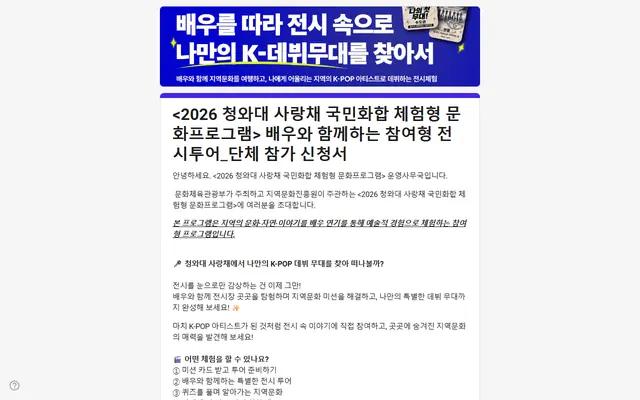 배우를 따라 전시 속으로
나만의 K-데뷔무대를 찾아서
배우와 함께 지역문화를 여행하고, 나에게 어울리는 지역의 K-POP 아티스트로 데뷔하는 전시체험
<2026 청와대 사랑채 국민화합 체험형 문
화프로그램> 배우와 함께하는 참여형 전
시투어_단체 참가 신청서
안녕하세요. <2026 청와대 사랑채 국민화합 체험형 문화프로그램> 운영사무국입니다.
문화체육관광부가 주최하고 지역문화진흥원이 주관하는 <2026 청와대 사랑채 국민화합 체
험형 문화프로그램>에 여러분을 초대합니다.
본 프로그램은 지역의 문화·자연·이야기를 배우 연기를 통해 예술적 경험으로 체험하는 참여
형 프로그램입니다.
🎤 청와대 사랑채에서 나만의 K-POP 데뷔 무대를 찾아 떠나볼까?
전시를 눈으로만 감상하는 건 이제 그만!
배우와 함께 전시장 곳곳을 탐험하며 지역문화 미션을 해결하고, 나만의 특별한 데뷔 무대까
지 완성해 보세요! ✨
마치 K-POP 아티스트가 된 것처럼 전시 속 이야기에 직접 참여하고, 곳곳에 숨겨진 지역문화
의 매력을 발견해 보세요!
🎬 어떤 체험을 할 수 있나요?
① 미션 카드 받고 투어 준비하기
② 배우와 함께하는 특별한 전시 투어
③ 퀴즈를 풀며 알아가는 지역문화